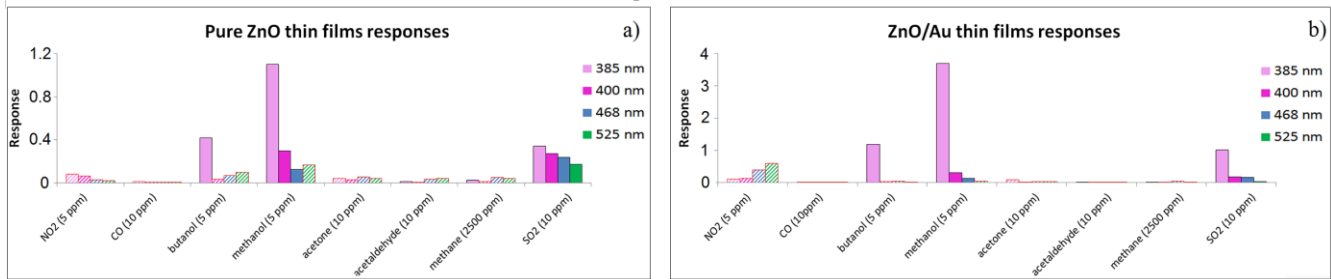 Pure ZnO thin films responses
a)
1.2
0.8
0.4
0
Response
385 nm
400 nm
468 nm
525 nm
NO2 (5 ppm)
CO (10 ppm)
butanol (5 ppm)
methanol (5 ppm)
acetone (10 ppm)
acetaldehyde (10 ppm)
methane (2500 ppm)
SO2 (10 ppm)
ZnO/Au thin films responses
b)
4
3
2
1
0
Response
385 nm
400 nm
468 nm
525 nm
NO2 (5 ppm)
CO (10ppm)
butanol (5 ppm)
methanol (5 ppm)
acetone (10 ppm)
acetaldehyde (10 ppm)
methane (2500 ppm)
SO2 (10 ppm)